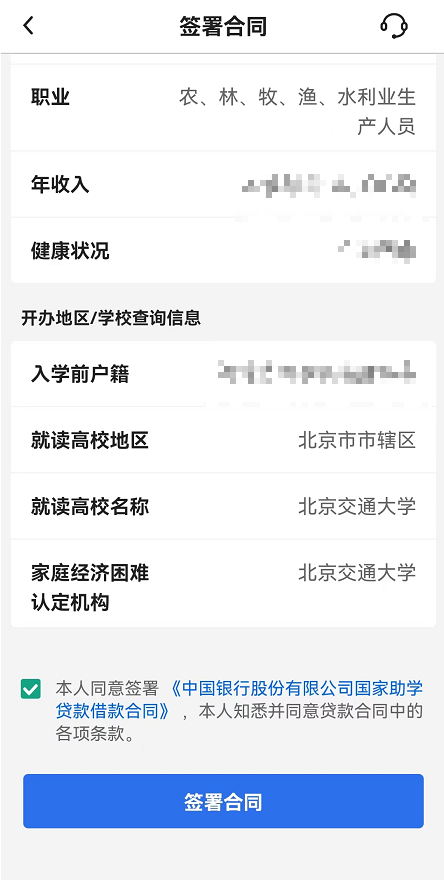 签署合同
职业
农、林、牧、渔、水利业生
产人员
年收入
健康状况
开办地区/学校查询信息
入学前户籍
就读高校地区
北京市市辖区
就读高校名称
北京交通大学
家庭经济困难
认定机构
北京交通大学
本人同意签署《中国银行股份有限公司国家助学
贷款借款合同》,本人知悉并同意贷款合同中的
各项条款。
签署合同